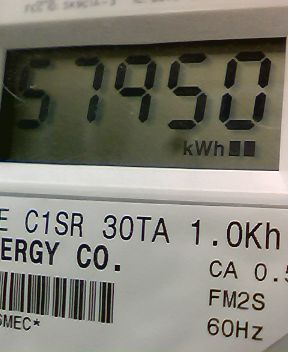 57950
kWh
E C1SR 30TA 1.0Kh
ERGY CO.
CA 0.5
FM2S
60Hz
SMEC*